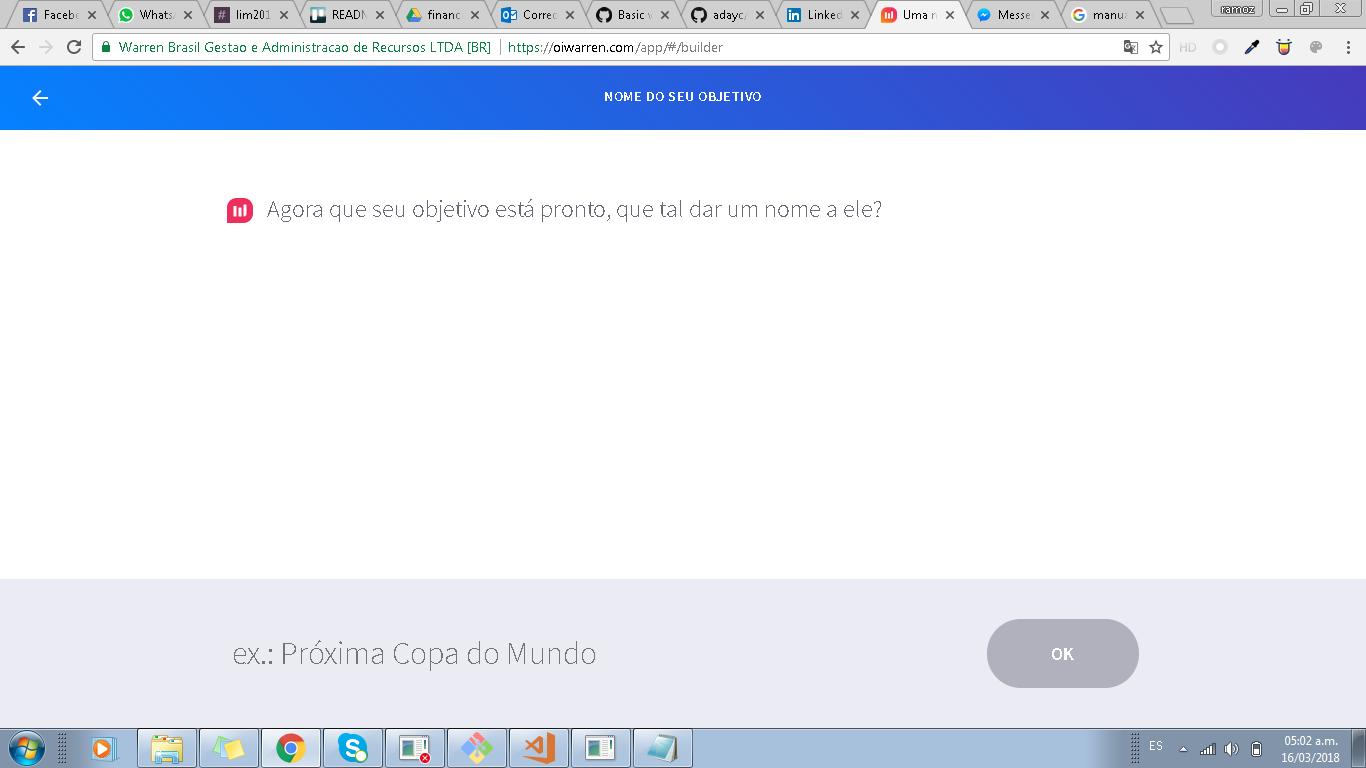 Faceb
Whats
lim201
READM
financ
Correc
Basic v
adayc
Linked
Uma n
Messe
manu
ramoz
Warren Brasil Gestao e Administracao de Recursos LTDA [BR]
https://oiwarren.com/app/#/builder
HD
NOME DO SEU OBJETIVO
Agora que seu objetivo está pronto, que tal dar um nome a ele?
ex.: Próxima Copa do Mundo
OK
ES
05:02 a.m.
16/03/2018